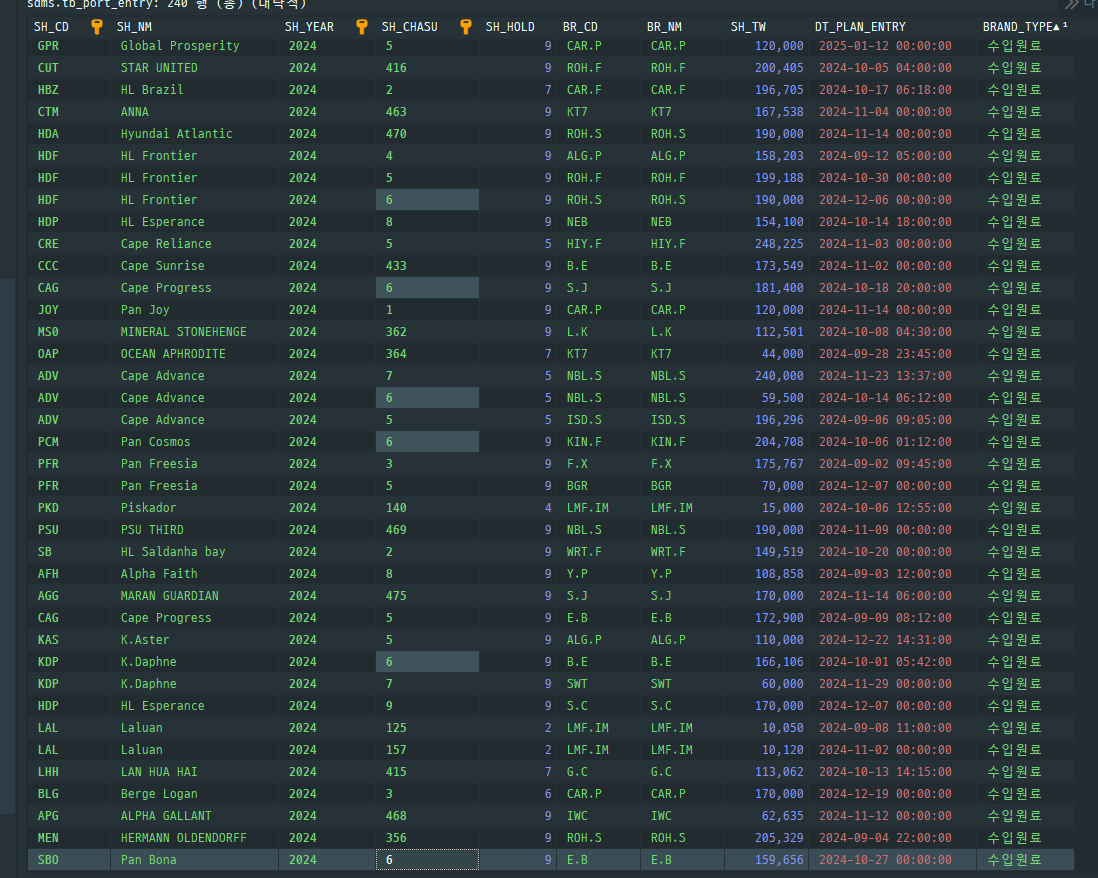 sdms.tb_port_entry: 240 행 (총) (대략적)
SH_CD SH_NM SH_YEAR SH_CHASU SH_HOLD BR_CD BR_NM SH_TW DT_PLAN_ENTRY BRAND_TYPE▲¹
GPR Global Prosperity 2024 5 9 CAR.P CAR.P 120,000 2025-01-12 00:00:00 수입원료
CUT STAR UNITED 2024 416 9 ROH.F ROH.F 200,405 2024-10-05 04:00:00 수입원료
HBZ HL Brazil 2024 2 7 CAR.F CAR.F 196,705 2024-10-17 06:18:00 수입원료
CTM ANNA 2024 463 9 KT7 KT7 167,538 2024-11-04 00:00:00 수입원료
HDA Hyundai Atlantic 2024 470 9 ROH.S ROH.S 190,000 2024-11-14 00:00:00 수입원료
HDF HL Frontier 2024 4 9 ALG.P ALG.P 158,203 2024-09-12 05:00:00 수입원료
HDF HL Frontier 2024 5 9 ROH.F ROH.F 199,188 2024-10-30 00:00:00 수입원료
HDF HL Frontier 2024 6 9 ROH.S ROH.S 190,000 2024-12-06 00:00:00 수입원료
HDP HL Esperance 2024 8 9 NEB NEB 154,100 2024-10-14 18:00:00 수입원료
CRE Cape Reliance 2024 5 5 HIY.F HIY.F 248,225 2024-11-03 00:00:00 수입원료
CCC Cape Sunrise 2024 433 9 B.E B.E 173,549 2024-11-02 00:00:00 수입원료
CAG Cape Progress 2024 6 9 S.J S.J 181,400 2024-10-18 20:00:00 수입원료
JOY Pan Joy 2024 1 9 CAR.P CAR.P 120,000 2024-11-14 00:00:00 수입원료
MS0 MINERAL STONEHENGE 2024 362 9 L.K L.K 112,501 2024-10-08 04:30:00 수입원료
OAP OCEAN APHRODITE 2024 364 7 KT7 KT7 44,000 2024-09-28 23:45:00 수입원료
ADV Cape Advance 2024 7 5 NBL.S NBL.S 240,000 2024-11-23 13:37:00 수입원료
ADV Cape Advance 2024 6 5 NBL.S NBL.S 59,500 2024-10-14 06:12:00 수입원료
ADV Cape Advance 2024 5 5 ISD.S ISD.S 196,296 2024-09-06 09:05:00 수입원료
PCM Pan Cosmos 2024 6 9 KIN.F KIN.F 204,708 2024-10-06 01:12:00 수입원료
PFR Pan Freesia 2024 3 9 F.X F.X 175,767 2024-09-02 09:45:00 수입원료
PFR Pan Freesia 2024 5 9 BGR BGR 70,000 2024-12-07 00:00:00 수입원료
PKD Piskador 2024 140 4 LMF.IM LMF.IM 15,000 2024-10-06 12:55:00 수입원료
PSU PSU THIRD 2024 469 9 NBL.S NBL.S 190,000 2024-11-09 00:00:00 수입원료
SB HL Saldanha bay 2024 2 9 WRT.F WRT.F 149,519 2024-10-20 00:00:00 수입원료
AFH Alpha Faith 2024 8 9 Y.P Y.P 108,858 2024-09-03 12:00:00 수입원료
AGG MARAN GUARDIAN 2024 475 9 S.J S.J 170,000 2024-11-14 06:00:00 수입원료
CAG Cape Progress 2024 5 9 E.B E.B 172,900 2024-09-09 08:12:00 수입원료
KAS K.Aster 2024 5 9 ALG.P ALG.P 110,000 2024-12-22 14:31:00 수입원료
KDP K.Daphne 2024 6 9 B.E B.E 166,106 2024-10-01 05:42:00 수입원료
KDP K.Daphne 2024 7 9 SWT SWT 60,000 2024-11-29 00:00:00 수입원료
HDP HL Esperance 2024 9 9 S.C S.C 170,000 2024-12-07 00:00:00 수입원료
LAL Laluan 2024 125 2 LMF.IM LMF.IM 10,050 2024-09-08 11:00:00 수입원료
LAL Laluan 2024 157 2 LMF.IM LMF.IM 10,120 2024-11-02 00:00:00 수입원료
LHH LAN HUA HAI 2024 415 7 G.C G.C 113,062 2024-10-13 14:15:00 수입원료
BLG Berge Logan 2024 3 6 CAR.P CAR.P 170,000 2024-12-19 00:00:00 수입원료
APG ALPHA GALLANT 2024 468 9 IWC IWC 62,635 2024-11-12 00:00:00 수입원료
MEN HERMANN OLDENDORFF 2024 356 9 ROH.S ROH.S 205,329 2024-09-04 22:00:00 수입원료
SBO Pan Bona 2024 6 9 E.B E.B 159,656 2024-10-27 00:00:00 수입원료